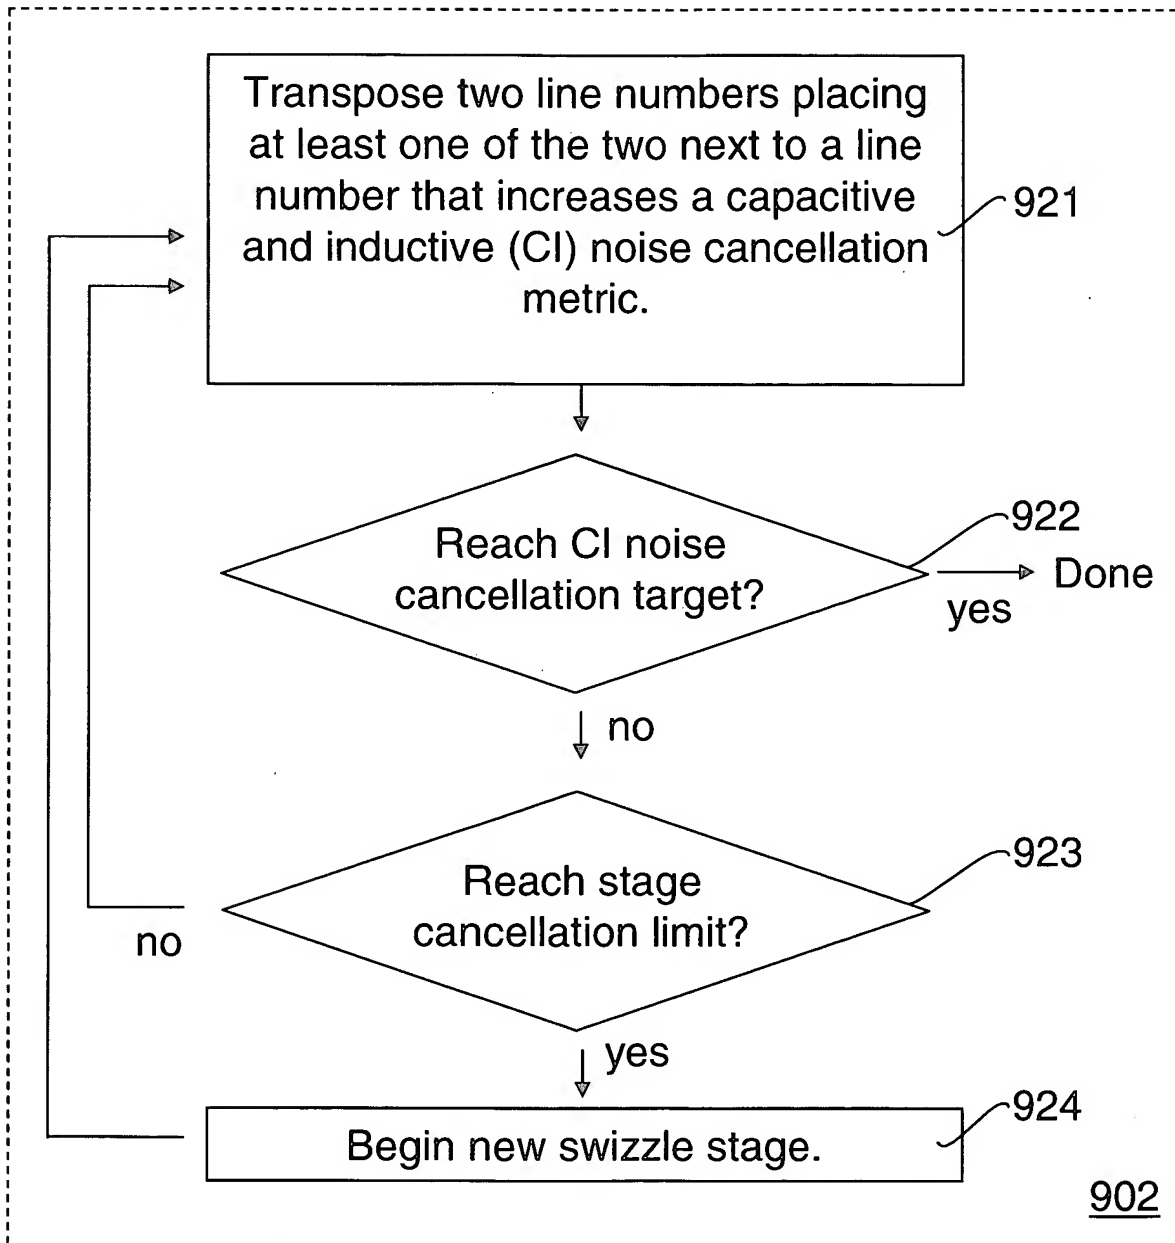 Transpose two line numbers placing
at least one of the two next to a line
number that increases a capacitive
and inductive (CI) noise cancellation
metric.
921
Reach CI noise
cancellation target?
922
Done
yes
no
Reach stage
cancellation limit?
923
no
yes
Begin new swizzle stage.
924
902